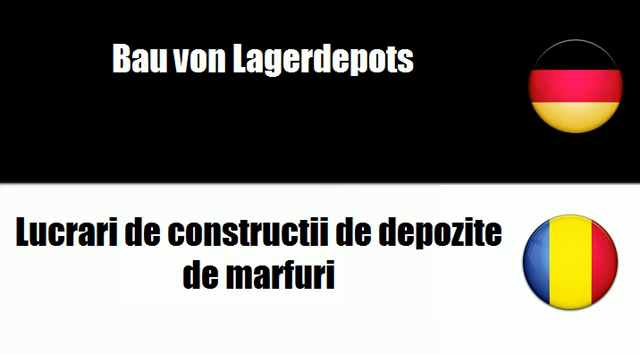 Bau von Lagerdepots
Lucrari de constructii de depozite
de marfuri